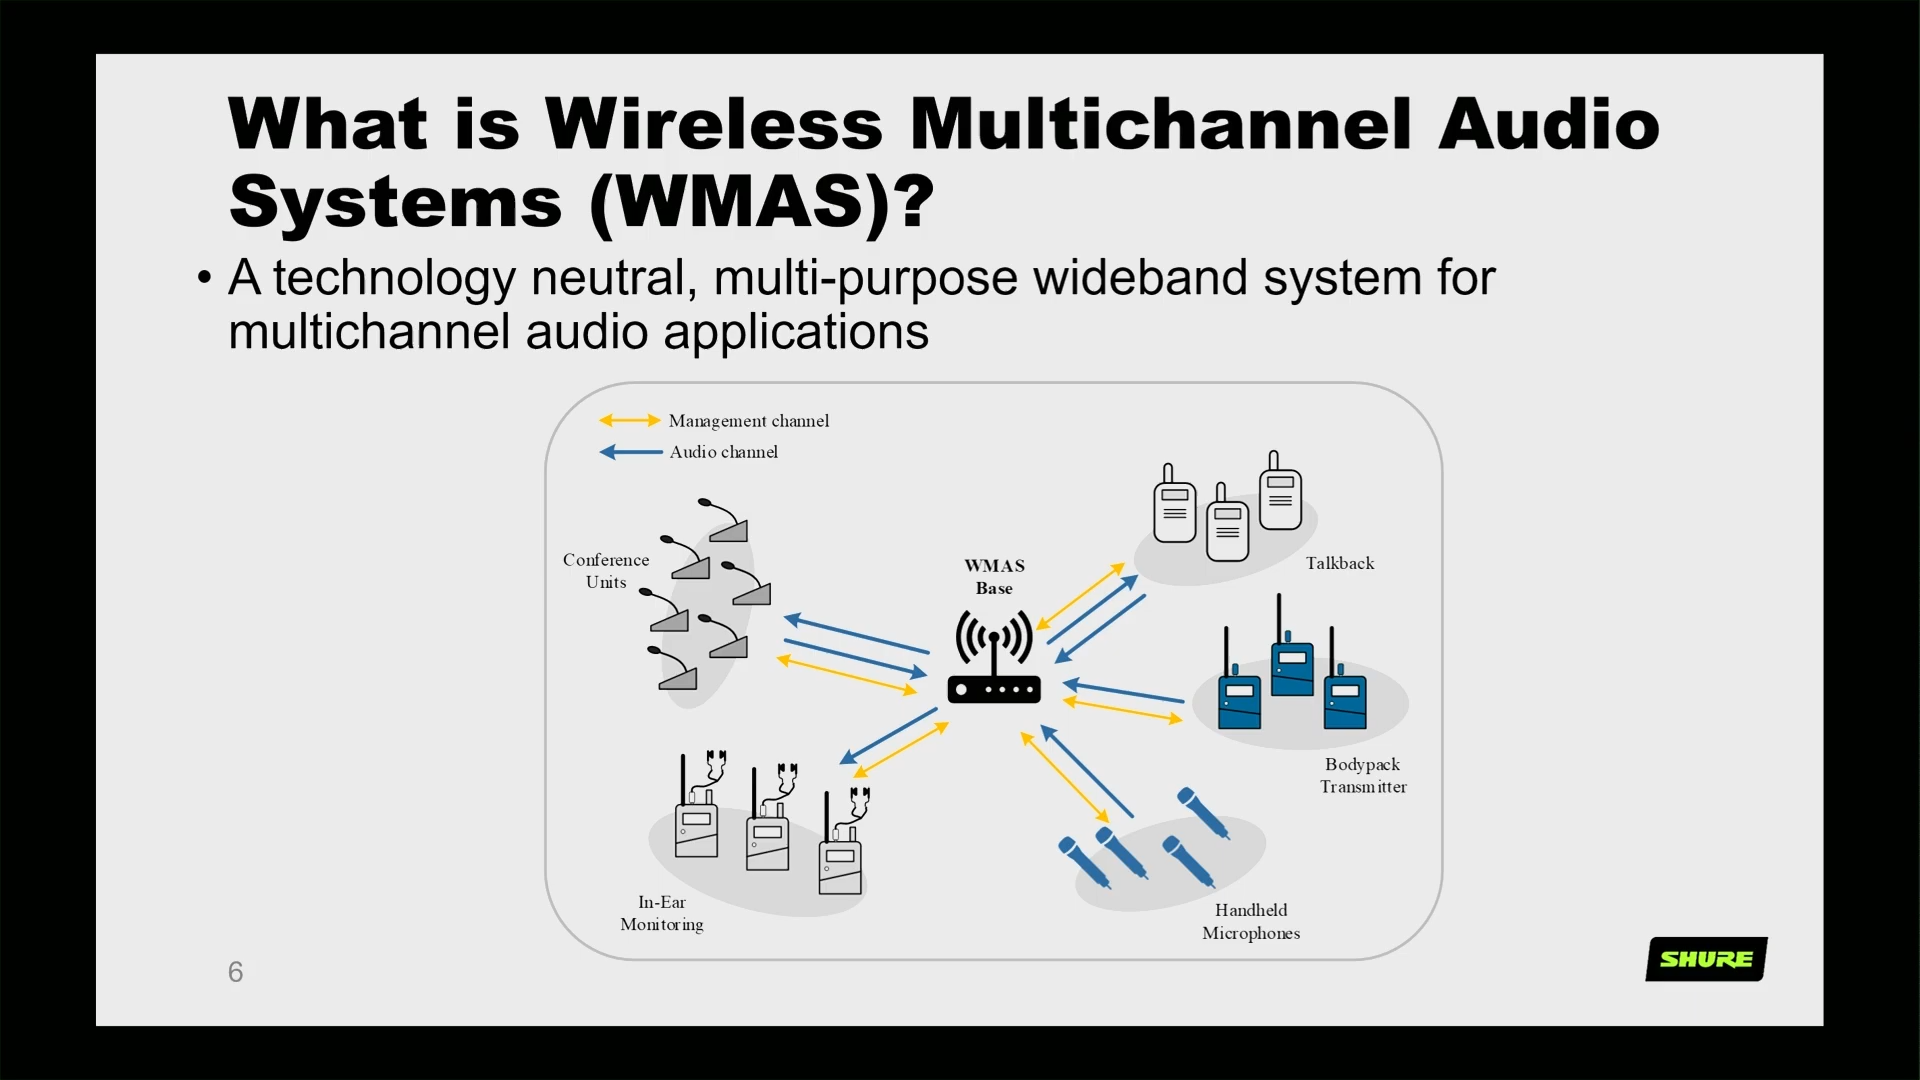 What is Wireless Multichannel Audio
Systems (WMAS)?
• A technology neutral, multi-purpose wideband system for
multichannel audio applications
Management channel
Audio channel
Conference
Units
WMAS
Base
Talkback
Bodypack
Transmitter
In-Ear
Monitoring
Handheld
Microphones
6
SHURE